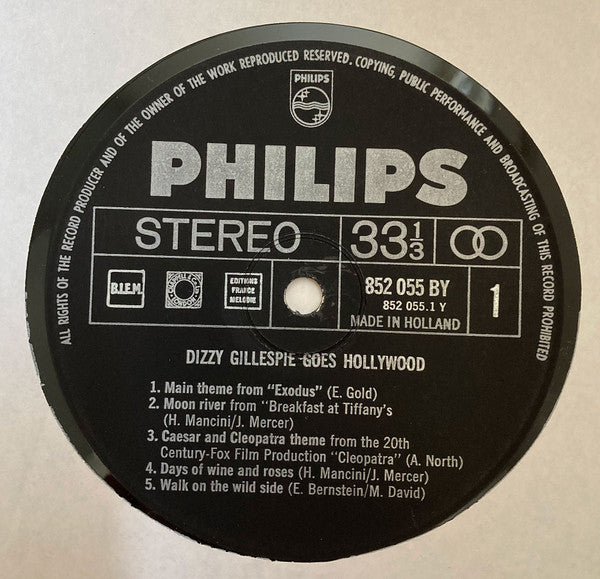 ALL RIGHTS OF THE RECORD PRODUCER AND OF THE OWNER OF THE WORK REPRODUCED RESERVED. COPYING, PUBLIC PERFORMANCE AND BROADCASTING OF THIS RECORD PROHIBITED
PHILIPS
PHILIPS
STEREO 33⅓
B.I.E.M.
EDITIONS
FRANCE
MELODIE
852 055 BY
852 055.1 Y
MADE IN HOLLAND
1
DIZZY GILLESPIE GOES HOLLYWOOD
1. Main theme from "Exodus" (E. Gold)
2. Moon river from "Breakfast at Tiffany's
(H. Mancini/J. Mercer)
3. Caesar and Cleopatra theme from the 20th
Century-Fox Film Production "Cleopatra" (A. North)
4. Days of wine and roses (H. Mancini/J. Mercer)
5. Walk on the wild side (E. Bernstein/M. David)